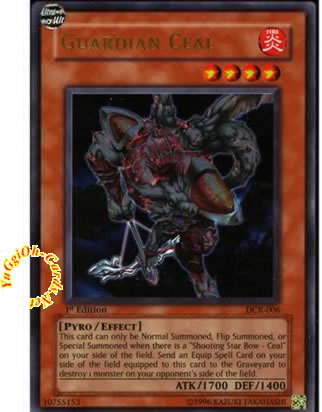 GUARDIAN CEAL
FIRE
炎
YuGgiOh-Cards.Net
1st Edition
DCR-006
[PYRO / EFFECT]
This card can only be Normal Summoned, Flip Summoned, or
Special Summoned when there is a "Shooting Star Bow - Ceal"
on your side of the field. Send an Equip Spell Card on your
side of the field equipped to this card to the Graveyard to
destroy 1 monster on your opponent's side of the field.
ATK/1700 DEF/1400
10755153
©1996 KAZUKI TAKAHASHI